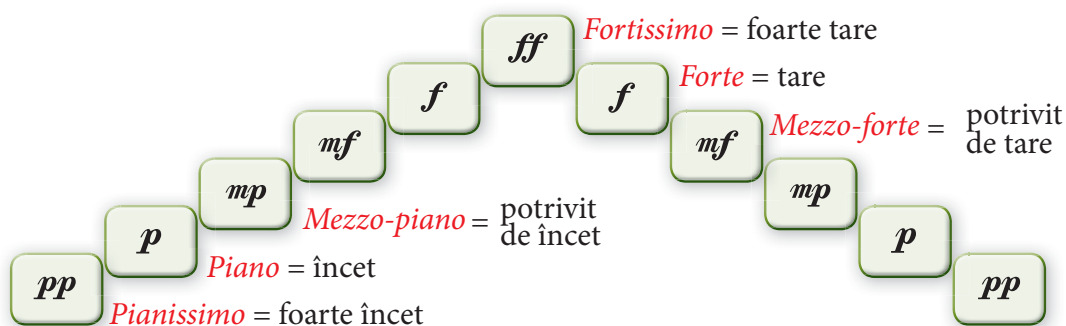 ff
Fortissimo = foarte tare
f
f
Forte = tare
mf
mf
Mezzo-forte = potrivit
de tare
mp
Mezzo-piano = potrivit
de încet
mp
p
Piano = încet
p
pp
Pianissimo = foarte încet
pp